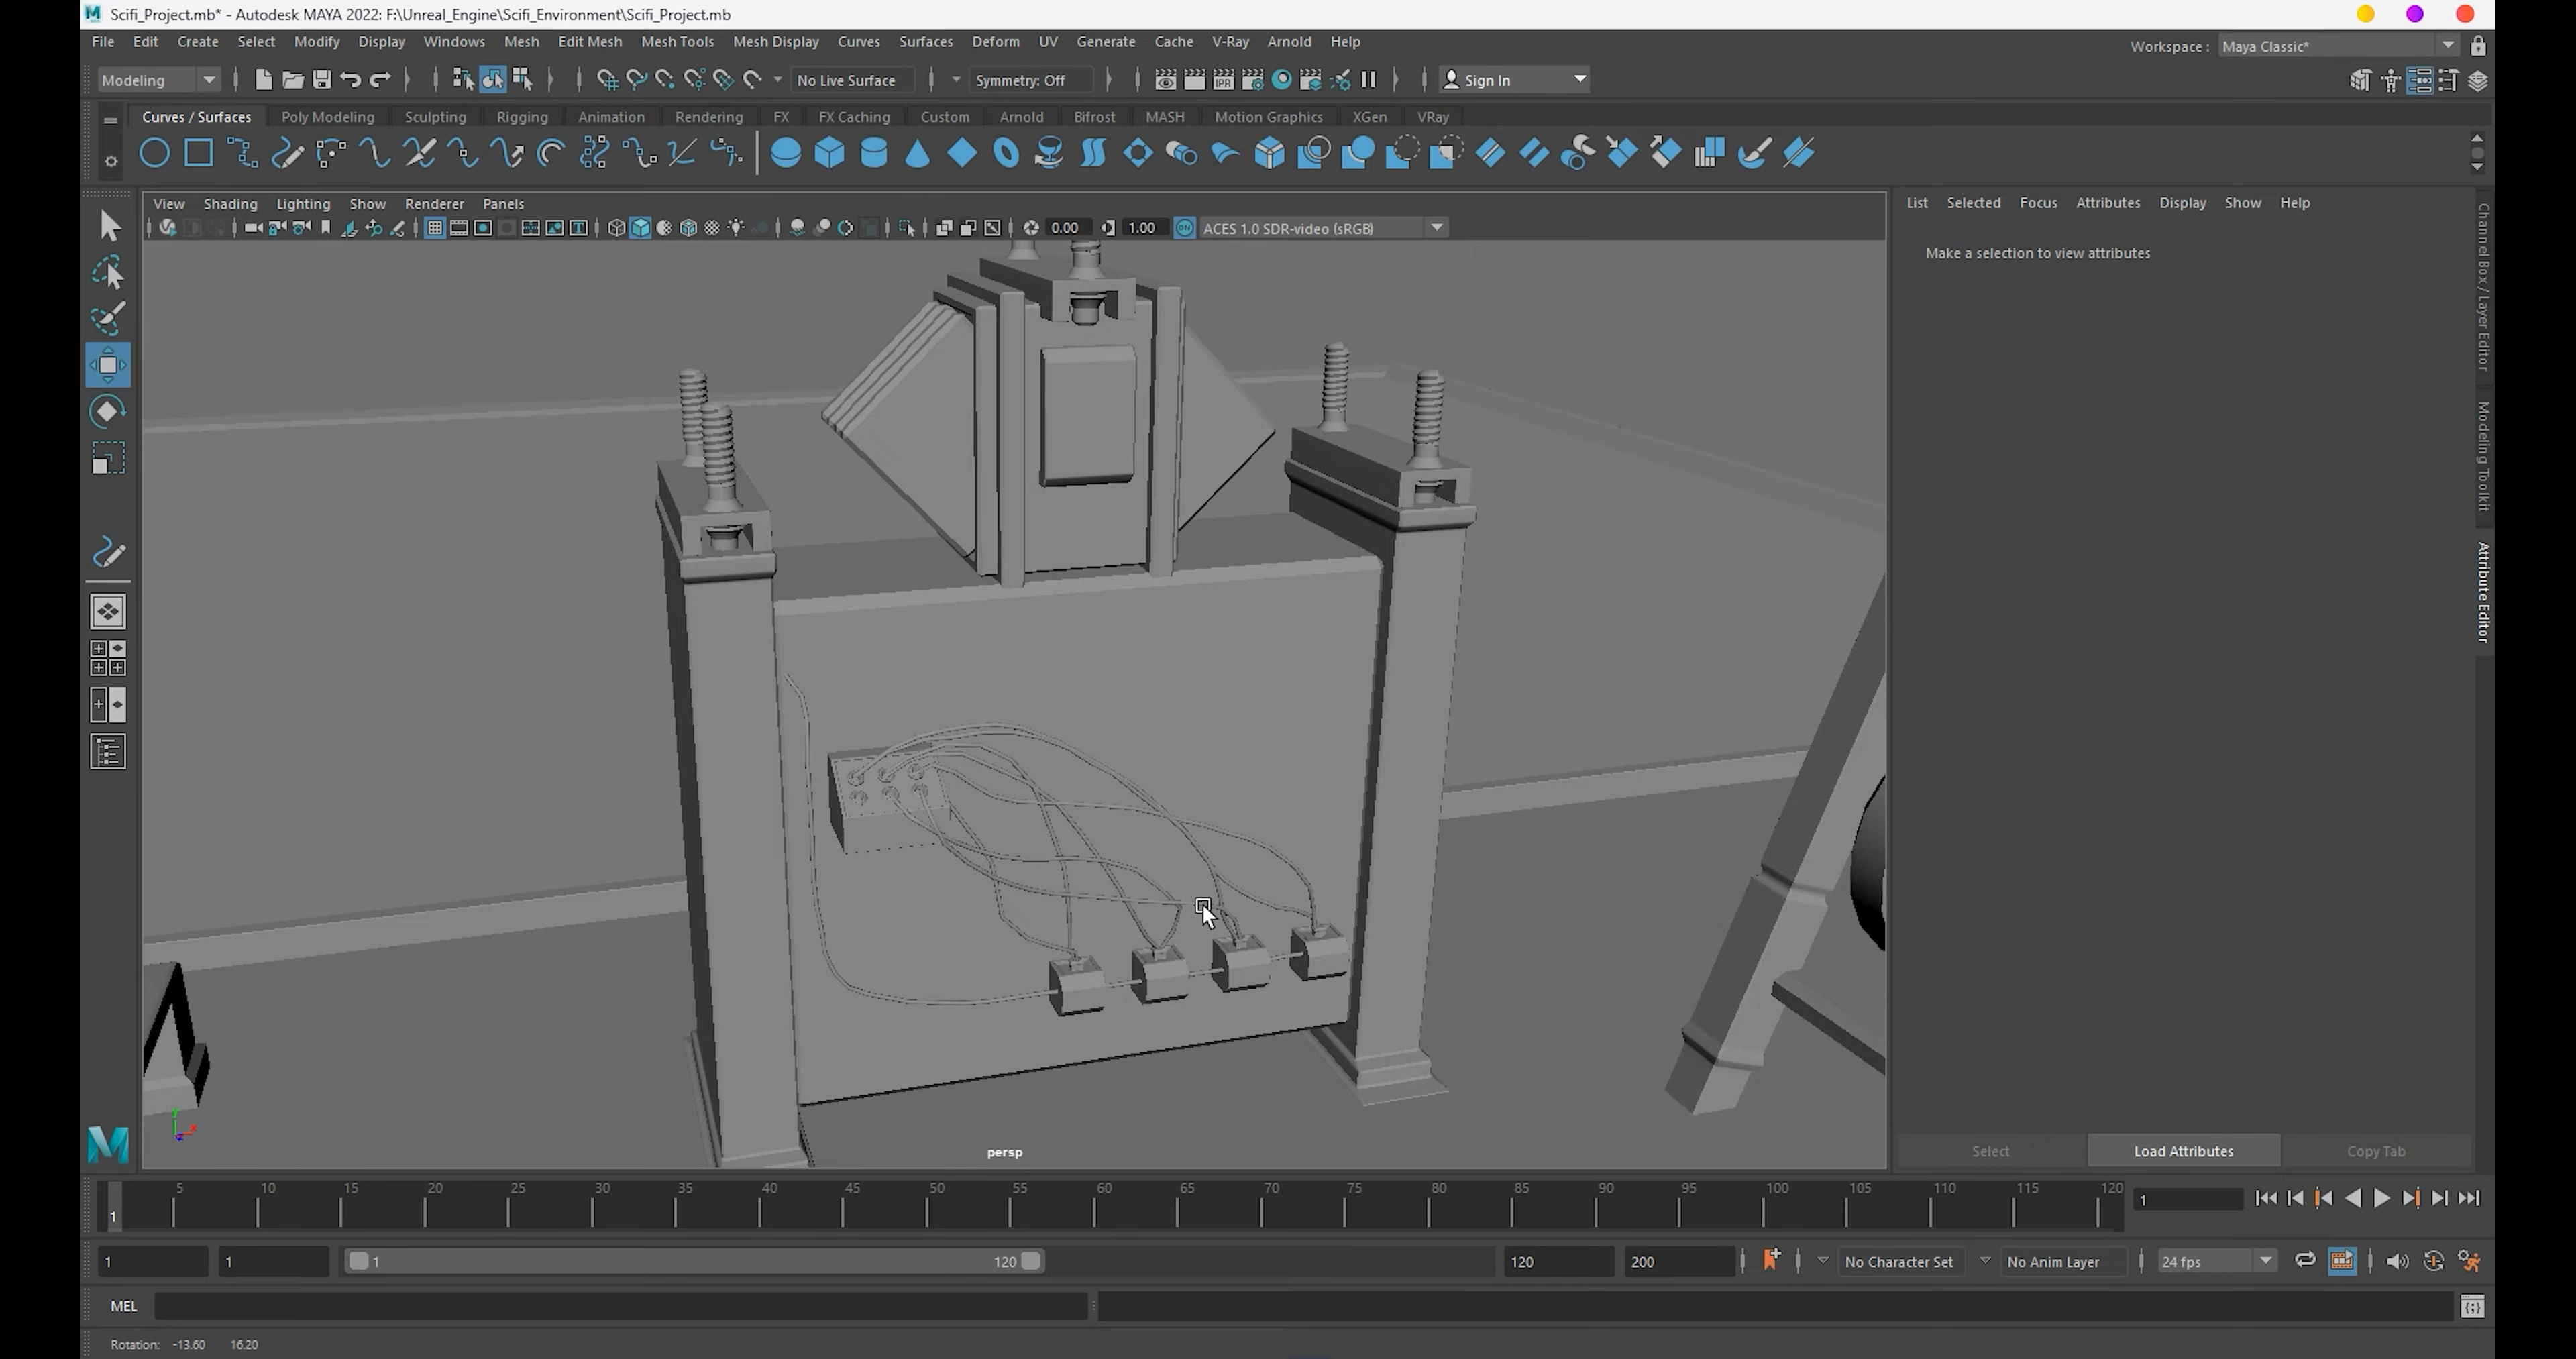 Scifi_Project.mb* - Autodesk MAYA 2022: F:\Unreal_Engine\Scifi_Environment\Scifi_Project.mb
File Edit Create Select Modify Display Windows Mesh Edit Mesh Mesh Tools Mesh Display Curves Surfaces Deform UV Generate Cache V-Ray Arnold Help
Workspace : Maya Classic*
Modeling No Live Surface Symmetry: Off IPR Sign In
Curves / Surfaces Poly Modeling Sculpting Rigging Animation Rendering FX FX Caching Custom Arnold Bifrost MASH Motion Graphics XGen VRay
View Shading Lighting Show Renderer Panels
0.00 1.00 ON ACES 1.0 SDR-video (sRGB)
List Selected Focus Attributes Display Show Help
Make a selection to view attributes
Channel Box / Layer Editor
Modeling Toolkit
Attribute Editor
persp
Select Load Attributes Copy Tab
5 10 15 20 25 30 35 40 45 50 55 60 65 70 75 80 85 90 95 100 105 110 115 120
1 1
1 1 1 120 120 200 No Character Set No Anim Layer 24 fps
MEL
Rotation: -13.60 16.20